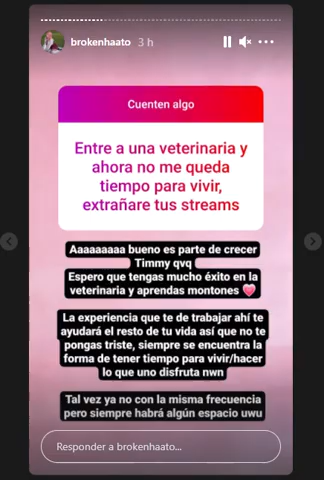 brokenhaato 3 h
Cuenten algo
Entre a una veterinaria y
ahora no me queda
tiempo para vivir,
extrañare tus streams
Aaaaaaaaa bueno es parte de crecer
Timmy qvq
Espero que tengas mucho éxito en la
veterinaria y aprendas montones 💗
La experiencia que te de trabajar ahí te
ayudará el resto de tu vida así que no te
pongas triste, siempre se encuentra la
forma de tener tiempo para vivir/hacer
lo que uno disfruta nwn
Tal vez ya no con la misma frecuencia
pero siempre habrá algún espacio uwu
Responder a brokenhaato...